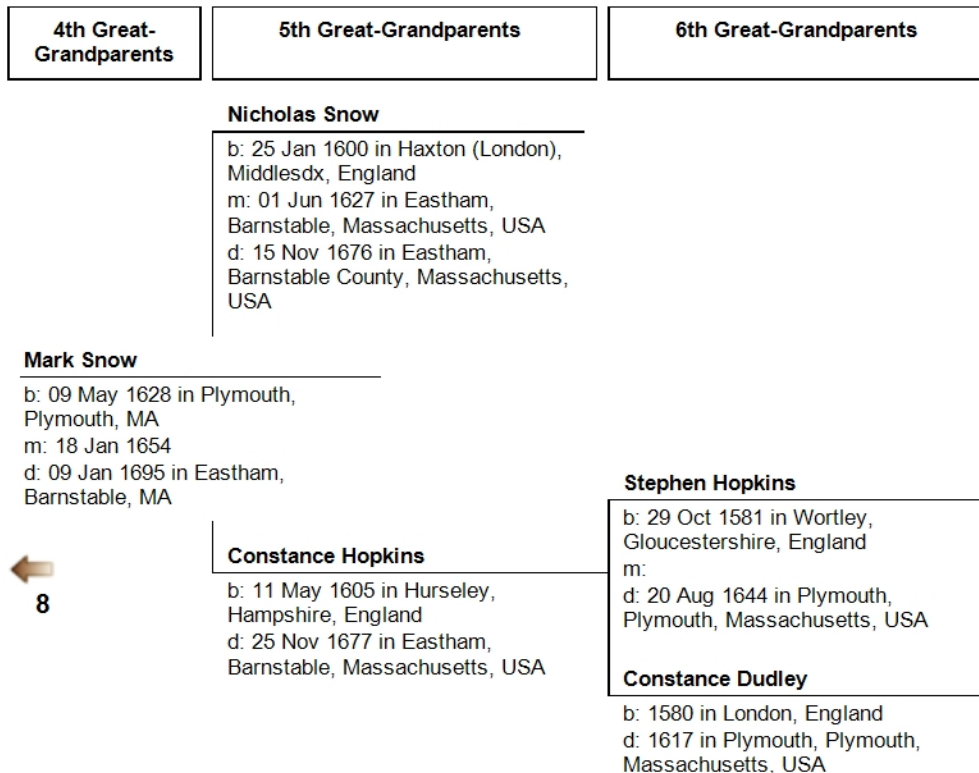 4th Great-
Grandparents
5th Great-Grandparents
6th Great-Grandparents
Nicholas Snow
b: 25 Jan 1600 in Haxton (London),
Middlesdx, England
m: 01 Jun 1627 in Eastham,
Barnstable, Massachusetts, USA
d: 15 Nov 1676 in Eastham,
Barnstable County, Massachusetts,
USA
Mark Snow
b: 09 May 1628 in Plymouth,
Plymouth, MA
m: 18 Jan 1654
d: 09 Jan 1695 in Eastham,
Barnstable, MA
8
Constance Hopkins
b: 11 May 1605 in Hurseley,
Hampshire, England
d: 25 Nov 1677 in Eastham,
Barnstable, Massachusetts, USA
Stephen Hopkins
b: 29 Oct 1581 in Wortley,
Gloucestershire, England
m:
d: 20 Aug 1644 in Plymouth,
Plymouth, Massachusetts, USA
Constance Dudley
b: 1580 in London, England
d: 1617 in Plymouth, Plymouth,
Massachusetts, USA